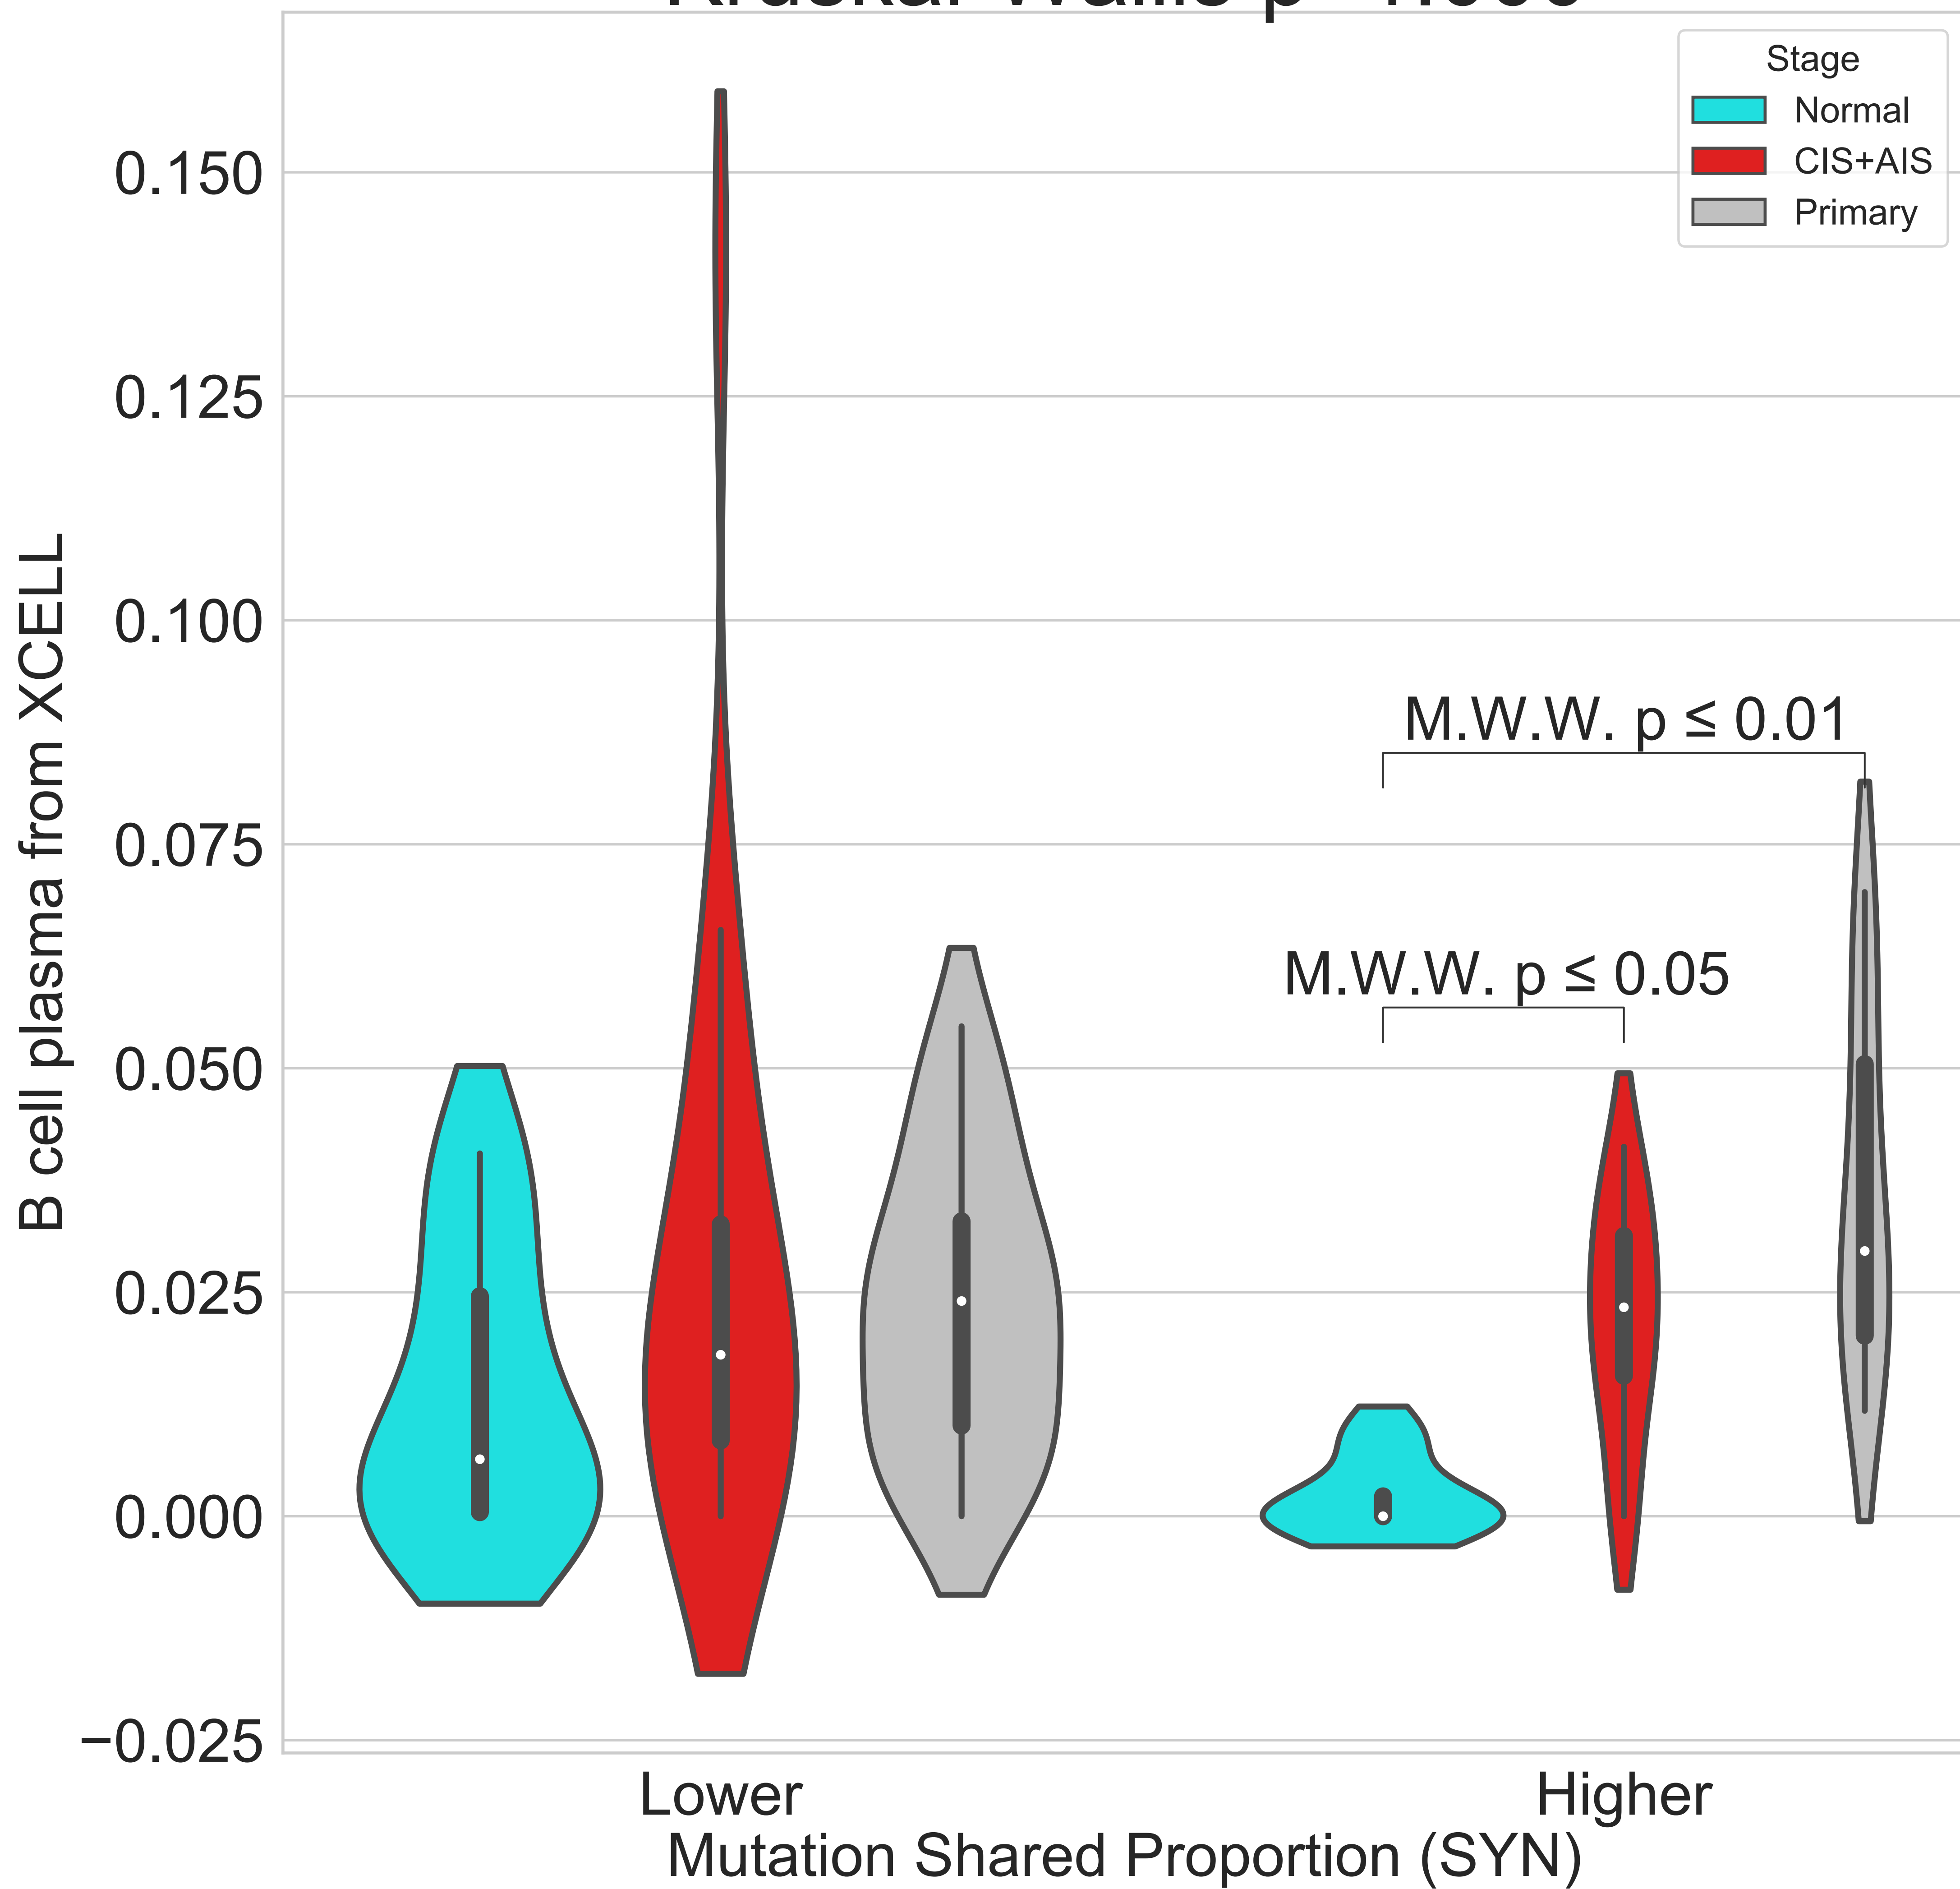 Stage
Normal
CIS+AIS
Primary
0.150
0.125
0.100
0.075
0.050
0.025
0.000
−0.025
B cell plasma from XCELL
M.W.W. p ≤ 0.01
M.W.W. p ≤ 0.05
Lower
Higher
Mutation Shared Proportion (SYN)